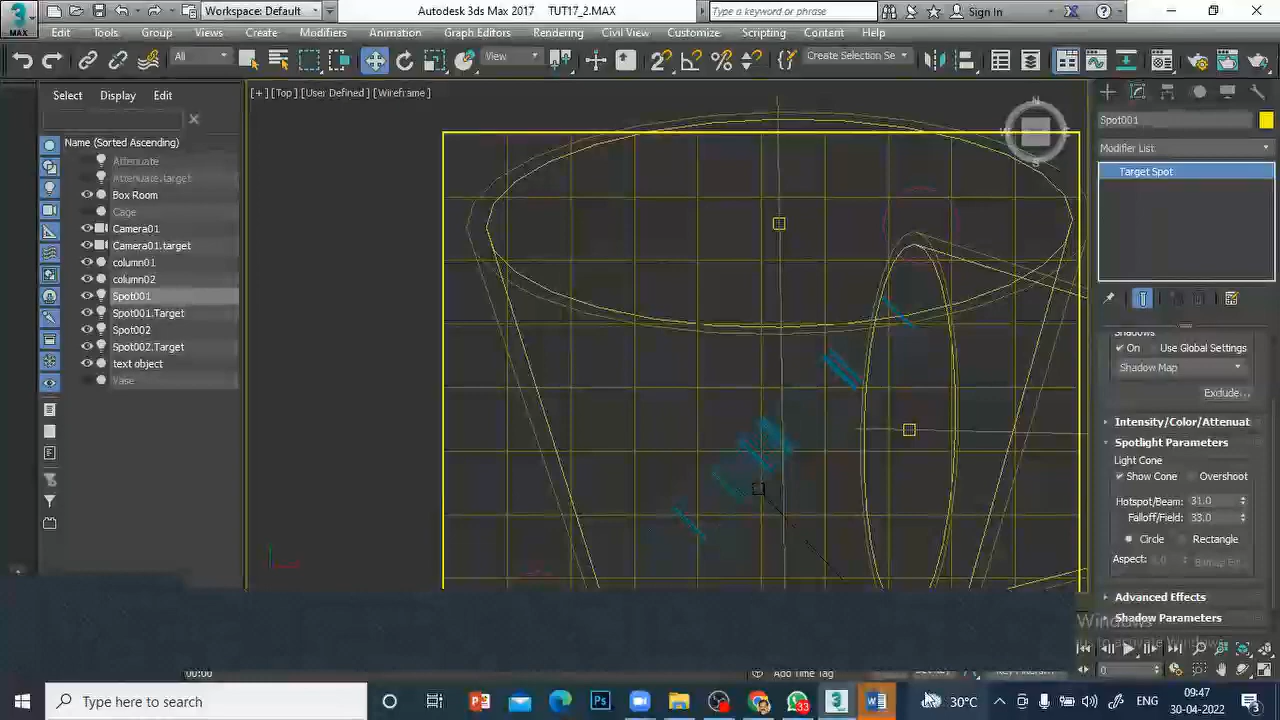 Workspace: Default
Autodesk 3ds Max 2017 TUT17_2.MAX
Type a keyword or phrase
Sign In
MAX
Edit Tools Group Views Create Modifiers Animation Graph Editors Rendering Civil View Customize Scripting Content Help
All
View
Create Selection Se
Select Display Edit
[+] [Top] [User Defined] [Wireframe]
Spot001
Name (Sorted Ascending)
Modifier List:
Attenuate
Attenuate.target
Target Spot
Box Room
Cage
Camera01
Camera01.target
column01
column02
Spot001
Spot001.Target
Spot002
Spot002.Target
text object
Vase
Shadows
On Use Global Settings
Shadow Map
Exclude...
Intensity/Color/Attenuat
Spotlight Parameters
Light Cone
Show Cone Overshoot
Hotspot/Beam: 31.0
Falloff/Field: 33.0
Circle Rectangle
Aspect:
Advanced Effects
Shadow Parameters
Windows
00:00
Add Time Tag
0
Type here to search
33
30°C
ENG
09:47
30-04-2022